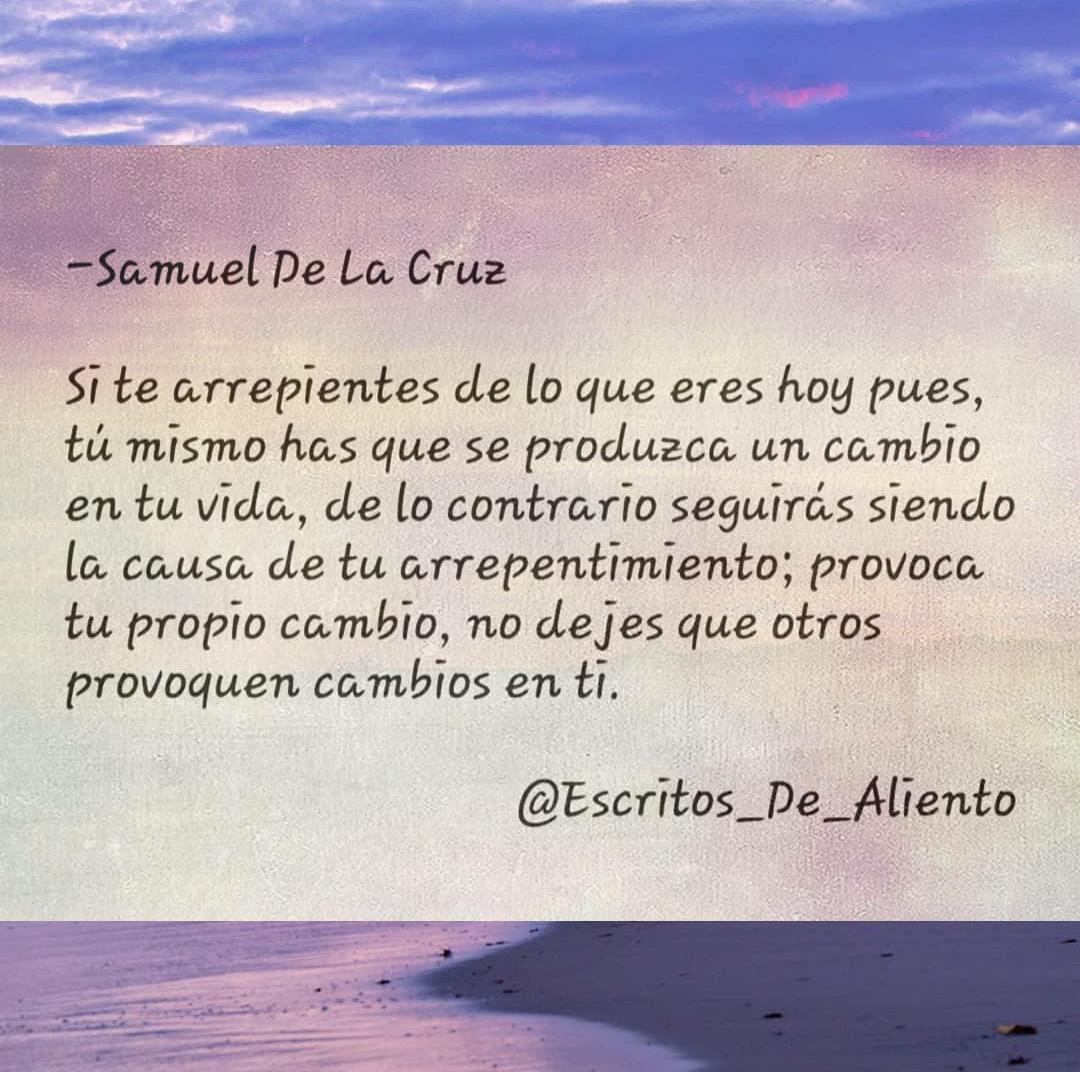 -Samuel De La Cruz
Si te arrepientes de lo que eres hoy pues,
tú mismo has que se produzca un cambio
en tu vida, de lo contrario seguirás siendo
la causa de tu arrepentimiento; provoca
tu propio cambio, no dejes que otros
provoquen cambios en ti.
@Escritos_De_Aliento